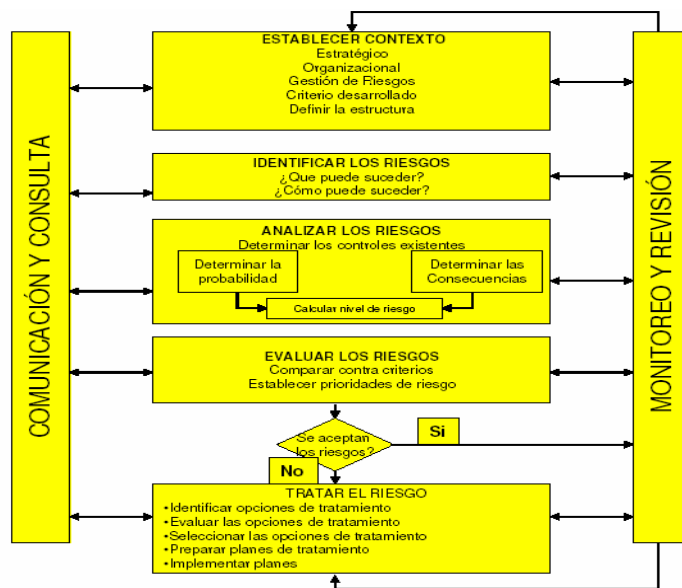 COMUNICACIÓN Y CONSULTA
ESTABLECER CONTEXTO
Estratégico
Organizacional
Gestión de Riesgos
Criterio desarrollado
Definir la estructura
IDENTIFICAR LOS RIESGOS
¿Que puede suceder?
¿Cómo puede suceder?
ANALIZAR LOS RIESGOS
Determinar los controles existentes
Determinar la
probabilidad
Determinar las
Consecuencias
Calcular nivel de riesgo
EVALUAR LOS RIESGOS
Comparar contra criterios
Establecer prioridades de riesgo
Se aceptan
los riesgos?
Si
No
TRATAR EL RIESGO
•Identificar opciones de tratamiento
•Evaluar las opciones de tratamiento
•Seleccionar las opciones de tratamiento
•Preparar planes de tratamiento
•Implementar planes
MONITOREO Y REVISIÓN